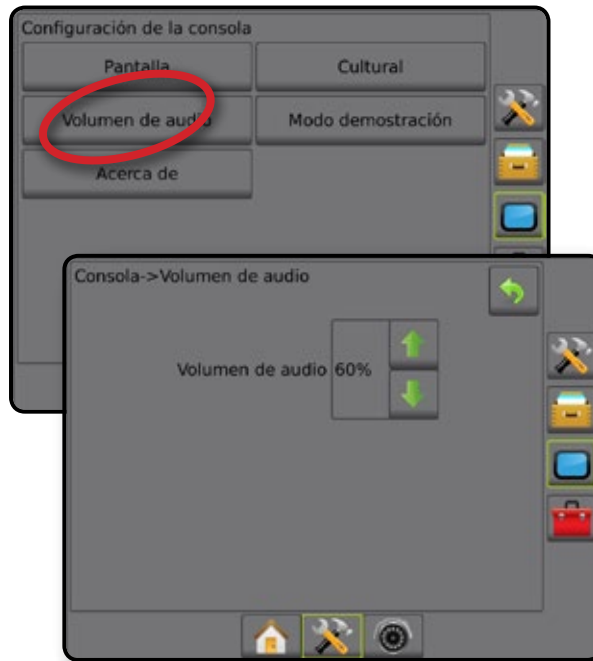 Configuración de la consola
Pantalla
Cultural
Volumen de audio
Modo demostración
Acerca de
Consola->Volumen de audio
Volumen de audio 60%